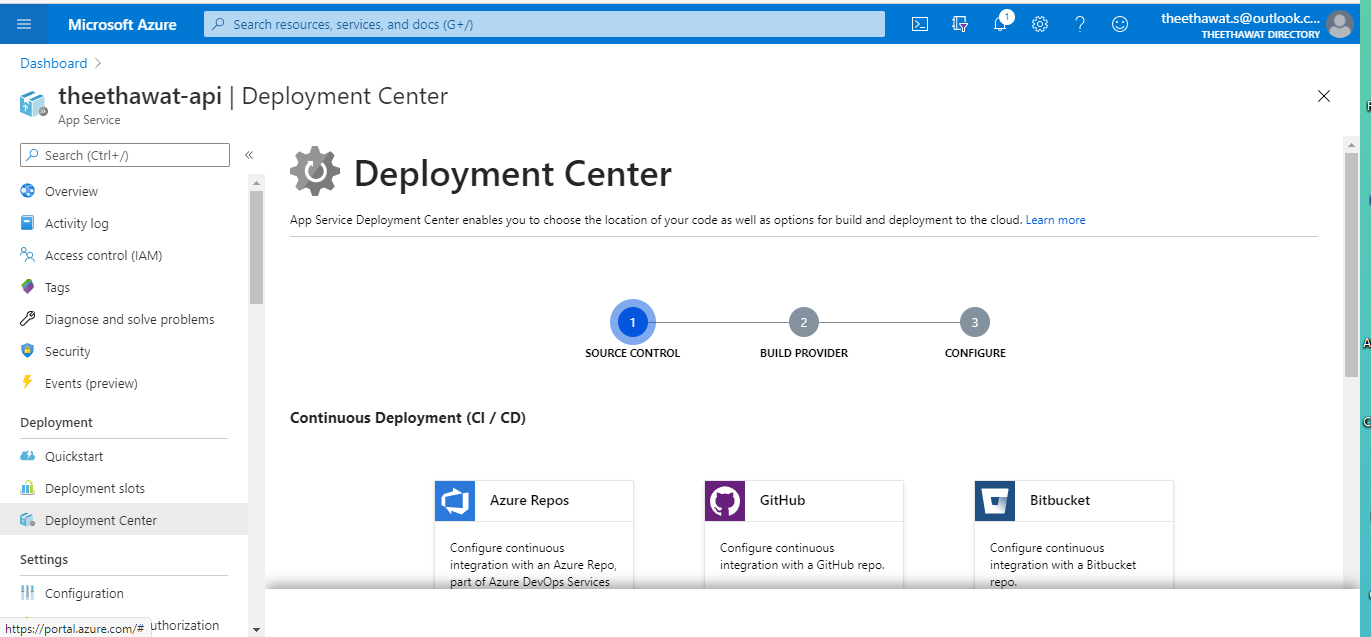 Microsoft Azure
Search resources, services, and docs (G+/)
1
theethawat.s@outlook.c...
THEETHAWAT DIRECTORY
Dashboard
theethawat-api | Deployment Center
App Service
Search (Ctrl+/)
Overview
Activity log
Access control (IAM)
Tags
Diagnose and solve problems
Security
Events (preview)
Deployment
Quickstart
Deployment slots
Deployment Center
Settings
Configuration
uthorization
https://portal.azure.com/#
Deployment Center
App Service Deployment Center enables you to choose the location of your code as well as options for build and deployment to the cloud. Learn more
1 2 3
SOURCE CONTROL BUILD PROVIDER CONFIGURE
Continuous Deployment (CI / CD)
Azure Repos
Configure continuous
integration with an Azure Repo,
part of Azure DevOps Services
GitHub
Configure continuous
integration with a GitHub repo.
Bitbucket
Configure continuous
integration with a Bitbucket
repo.